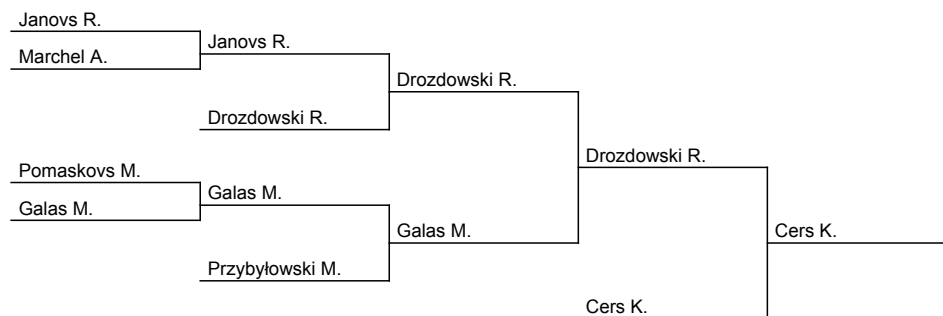 Janovs R.
Marchel A.
Janovs R.
Drozdowski R.
Drozdowski R.
Pomaskovs M.
Galas M.
Galas M.
Przybyłowski M.
Galas M.
Drozdowski R.
Cers K.
Cers K.